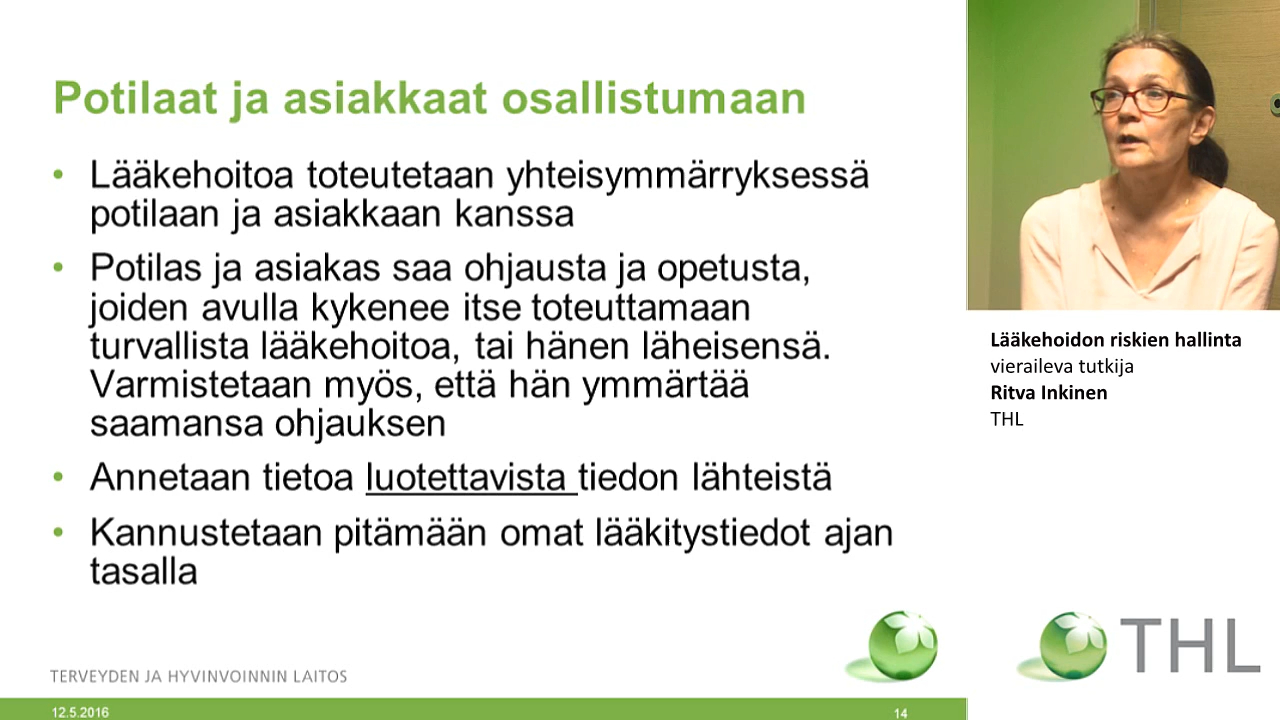 Potilaat ja asiakkaat osallistumaan
• Lääkehoitoa toteutetaan yhteisymmärryksessä
potilaan ja asiakkaan kanssa
• Potilas ja asiakas saa ohjausta ja opetusta,
joiden avulla kykenee itse toteuttamaan
turvallista lääkehoitoa, tai hänen läheisensä.
Varmistetaan myös, että hän ymmärtää
saamansa ohjauksen
• Annetaan tietoa luotettavista tiedon lähteistä
• Kannustetaan pitämään omat lääkitystiedot ajan
tasalla
TERVEYDEN JA HYVINVOINNIN LAITOS
12.5.2016
14
Lääkehoidon riskien hallinta
vieraileva tutkija
Ritva Inkinen
THL
THL